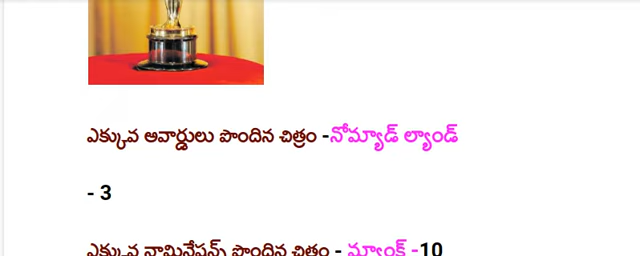 ఎక్కువ అవార్డులు పొందిన చిత్రం -నోమ్యాడ్ ల్యాండ్
- 3
ఎక్కువ నామినేషన్స్ పొందిన చిత్రం - మ్యాంక్ -10